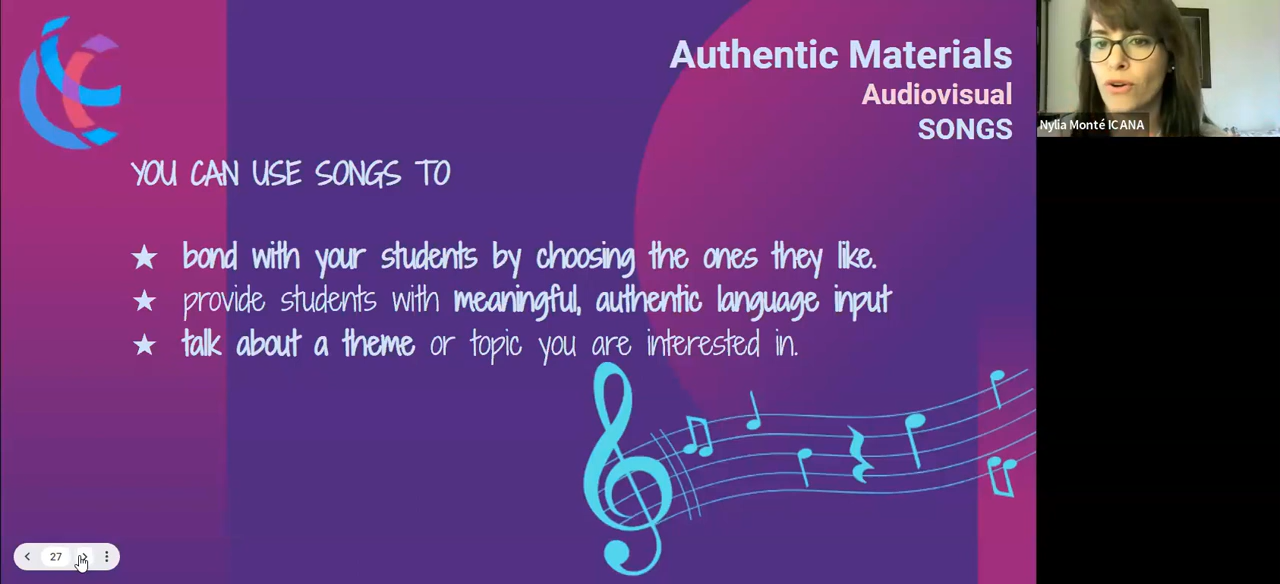 Authentic Materials
Audiovisual
SONGS
Nylia Monté ICANA
YOU CAN USE SONGS TO
★ bond with your students by choosing the ones they like.
★ provide students with meaningful, authentic language input
★ talk about a theme or topic you are interested in.
27